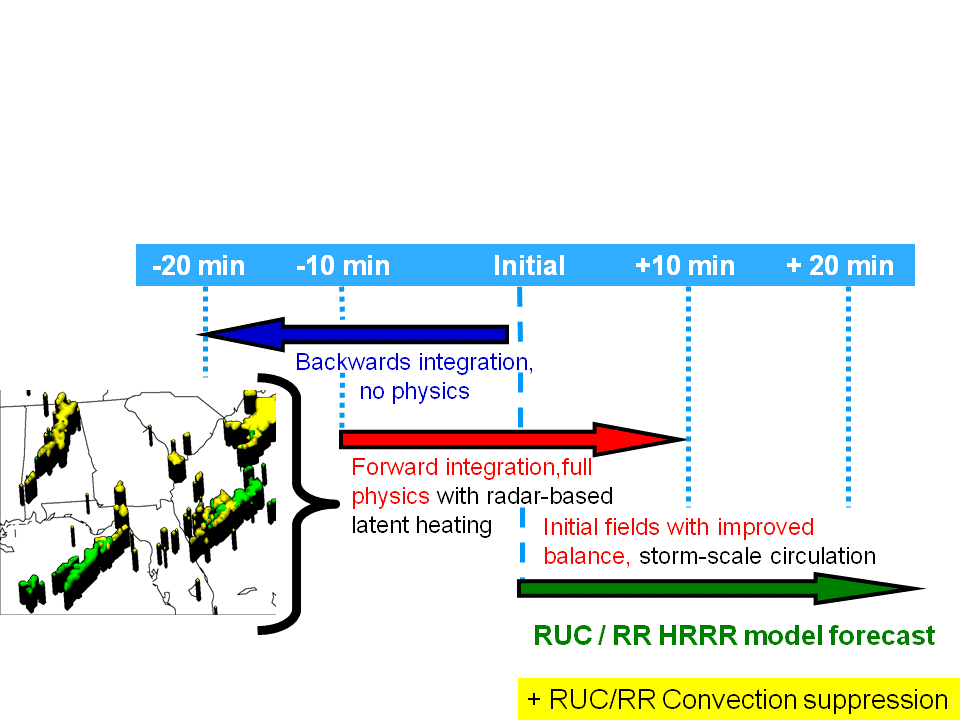 -20 min -10 min Initial +10 min + 20 min
Backwards integration,
no physics
Forward integration,full
physics with radar-based
latent heating
Initial fields with improved
balance, storm-scale circulation
RUC / RR HRRR model forecast
+ RUC/RR Convection suppression